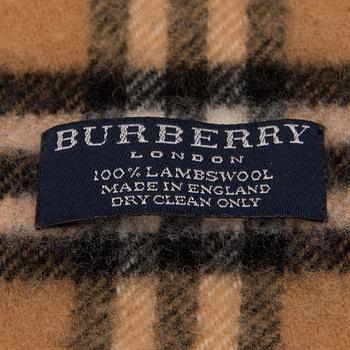 BURBERRY
LONDON
100% LAMBSWOOL
MADE IN ENGLAND
DRY CLEAN ONLY